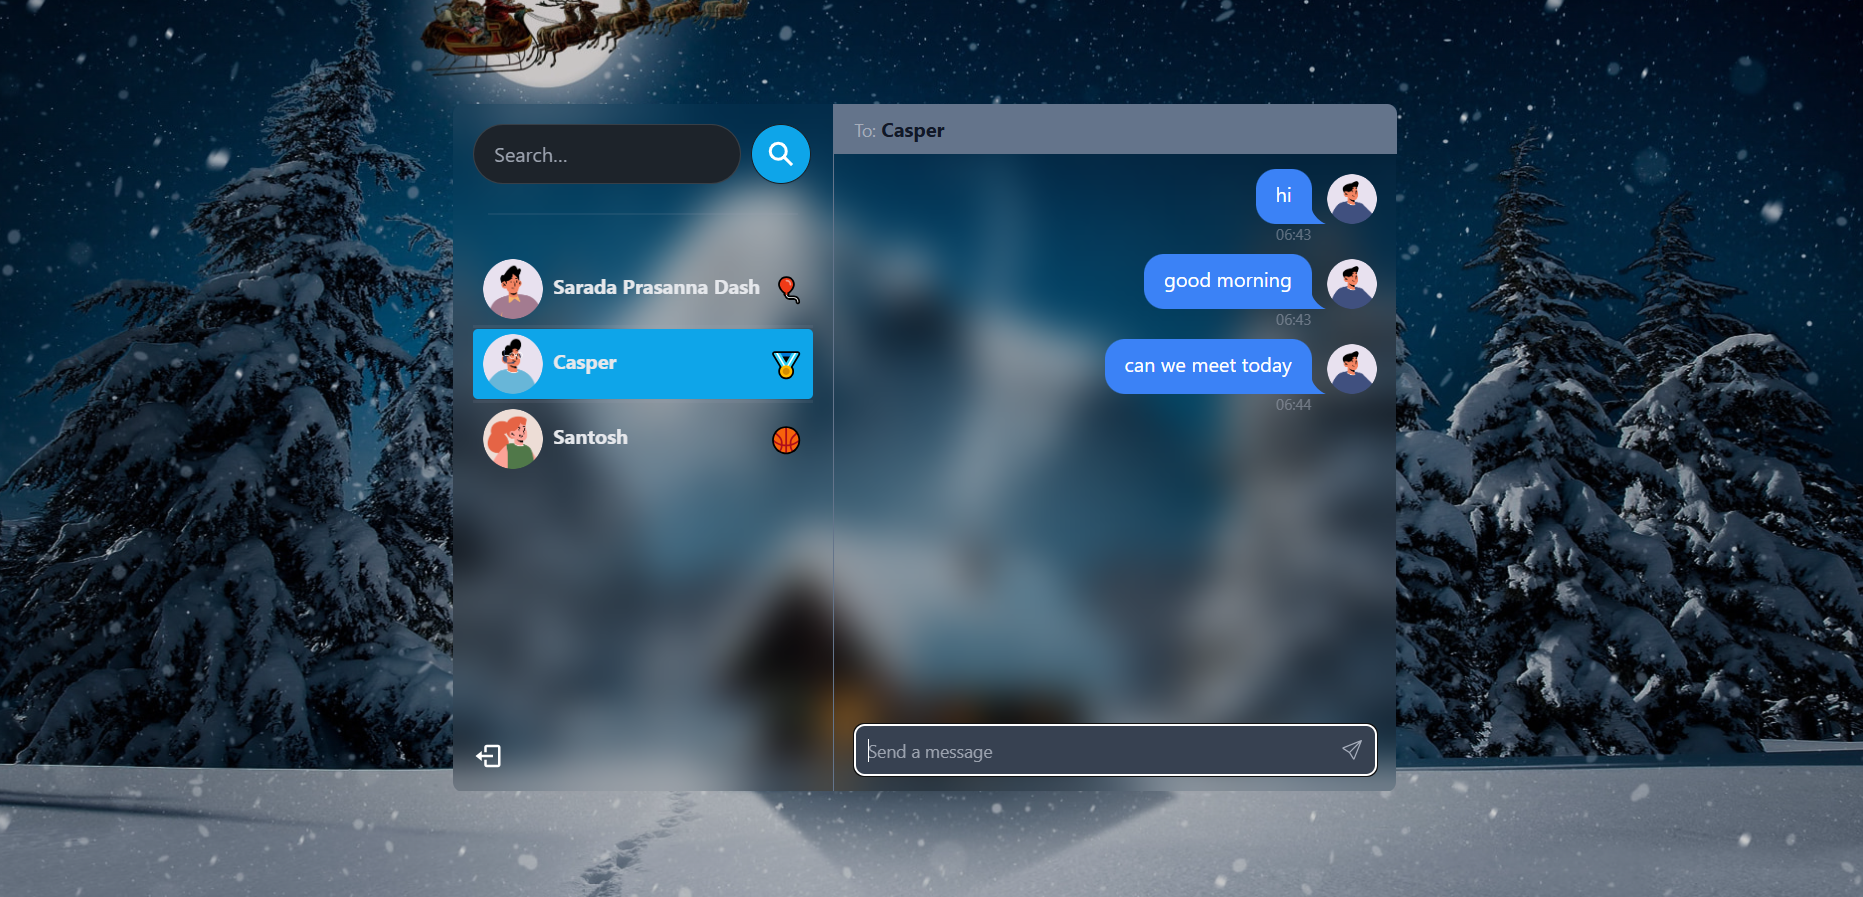 Search...
Sarada Prasanna Dash
Casper
Santosh
To: Casper
hi
06:43
good morning
06:43
can we meet today
06:44
Send a message